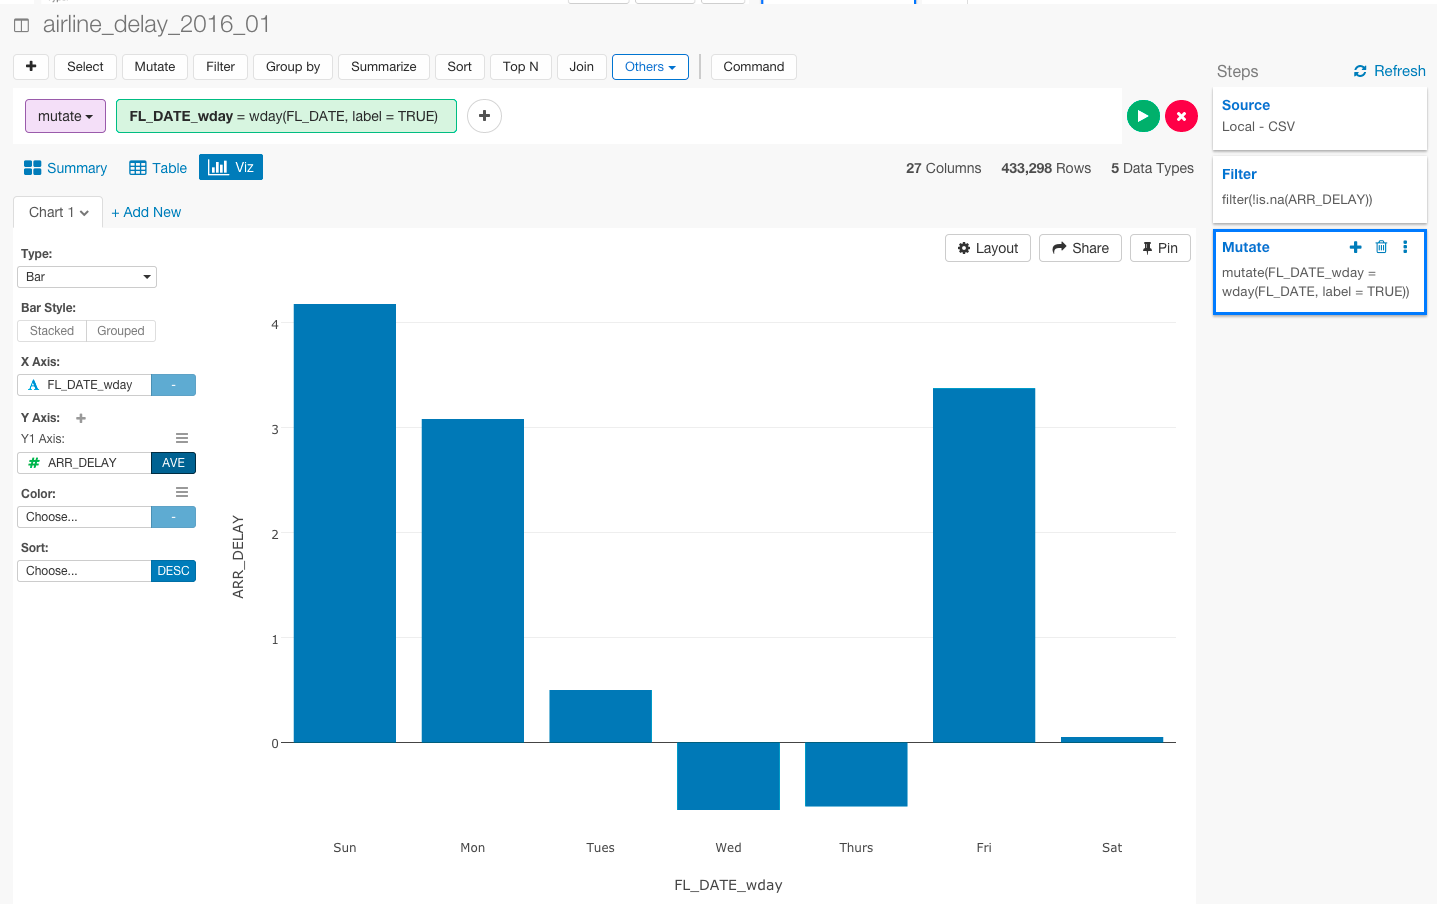 airline_delay_2016_01
Select Mutate Filter Group by Summarize Sort Top N Join Others Command
Steps Refresh
mutate FL_DATE_wday = wday(FL_DATE, label = TRUE)
Source
Local - CSV
Summary Table Viz 27 Columns 433,298 Rows 5 Data Types
Filter
filter(!is.na(ARR_DELAY))
Chart 1 + Add New
Mutate
mutate(FL_DATE_wday =
wday(FL_DATE, label = TRUE))
Layout Share Pin
Type:
Bar
Bar Style:
Stacked Grouped
X Axis:
A FL_DATE_wday -
Y Axis:
Y1 Axis:
# ARR_DELAY AVE
Color:
Choose... -
Sort:
Choose... DESC
4
3
2
1
0
ARR_DELAY
Sun Mon Tues Wed Thurs Fri Sat
FL_DATE_wday